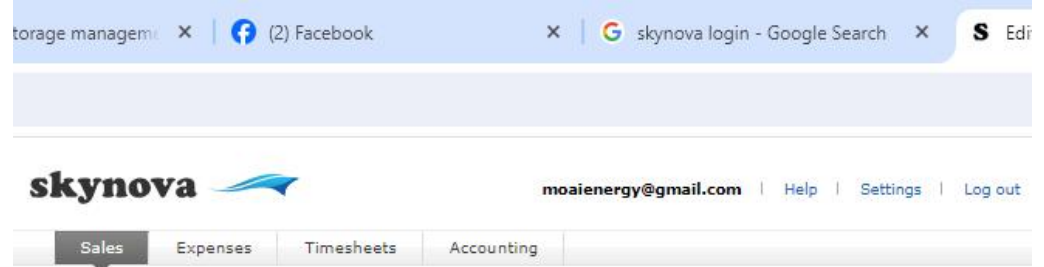 torage managem
(2) Facebook
skynova login - Google Search
Edi
skynova
moaienergy@gmail.com | Help | Settings | Log out
Sales Expenses Timesheets Accounting